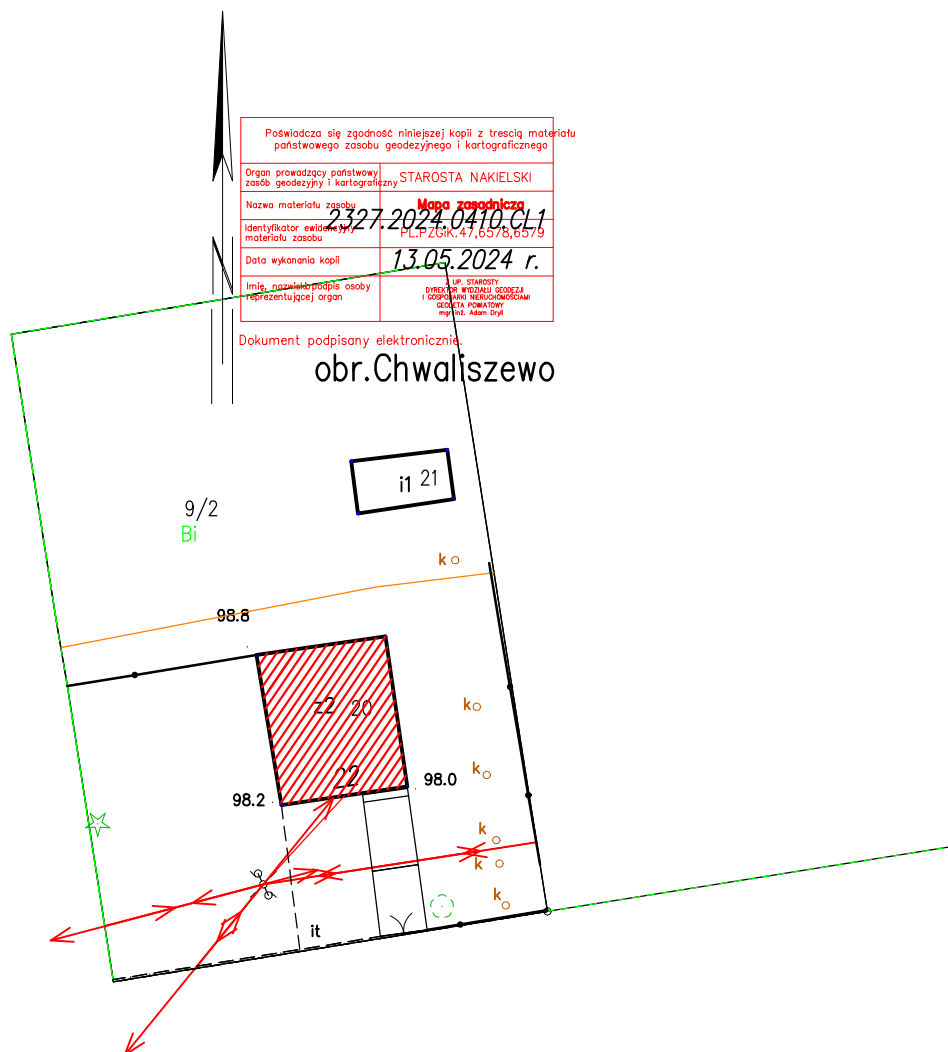 Poświadcza się zgodność niniejszej kopii z treścią materiału
państwowego zasobu geodezyjnego i kartograficznego
Organ prowadzący państwowy
zasób geodezyjny i kartograficzny
STAROSTA NAKIELSKI
Nazwa materiału zasobu
Mapa zasadnicza
2327.2024.0410.CL1
Identyfikator ewidencyjny
materiału zasobu
PL.PZGIK.47,6578,6579
Data wykonania kopii
13.05.2024 r.
Imię, nazwisko podpis osoby
reprezentującej organ
UP. STAROSTY
DYREKTOR WYDZIAŁU GEODEZJI
I GOSPODARKI NIERUCHOMOŚCIAMI
GEODETA POWIATOWY
mgr inż. Adam Dryll
Dokument podpisany elektronicznie.
obr.Chwaliszewo
i1 21
9/2
Bi
k
98.8
z2 20
k
22
k
98.0
98.2
k
k
k
it